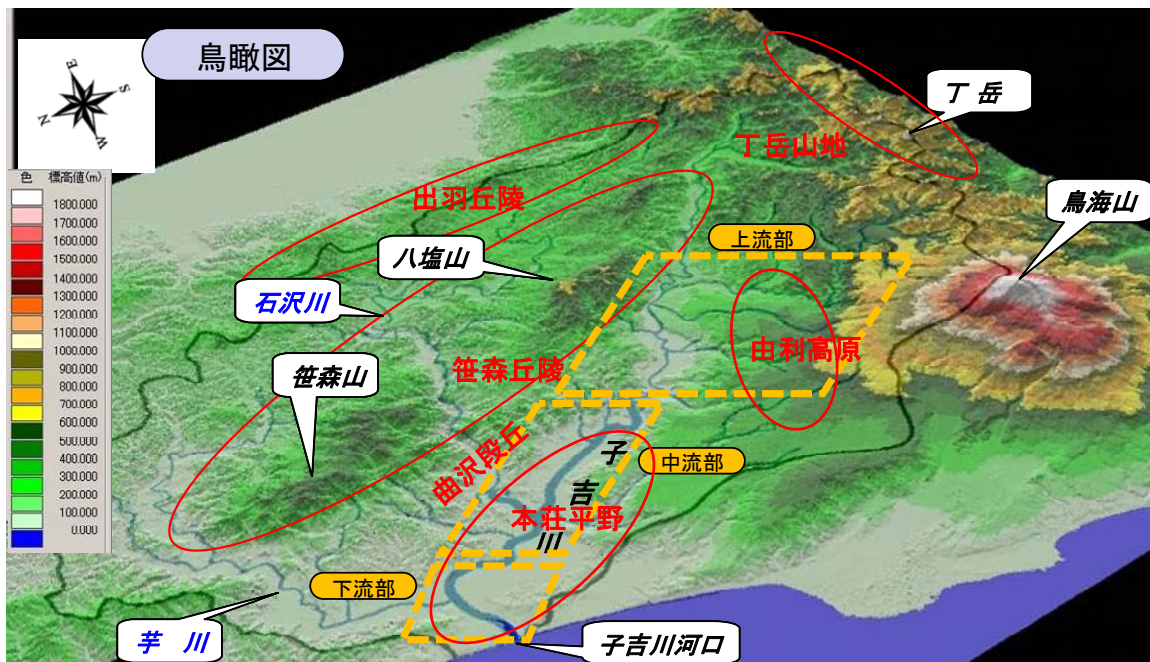 鳥瞰図
E
S
N
W
色 標高値(m)
1800.000
1700.000
1600.000
1500.000
1400.000
1300.000
1200.000
1100.000
1000.000
900.000
800.000
700.000
600.000
500.000
400.000
300.000
200.000
100.000
0.000
丁 岳
丁岳山地
鳥海山
出羽丘陵
八塩山
上流部
石沢川
由利高原
笹森丘陵
笹森山
曲沢段丘
子吉川
中流部
本荘平野
下流部
芋 川
子吉川河口